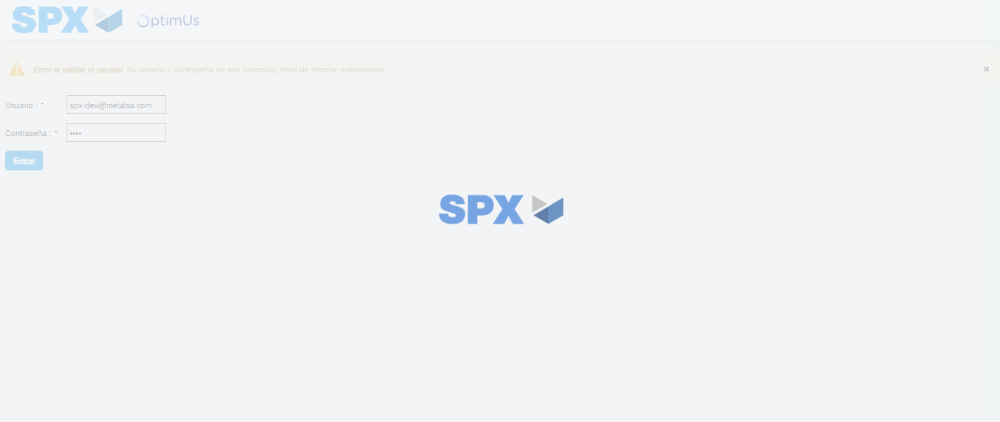 SPX OptimUs
Error al validar el usuario Su usuario o contraseña no son correctos, favor de intentar nuevamente
Usuario : * spx-dev@metalsa.com
Contraseña : * ••••
Entrar
SPX